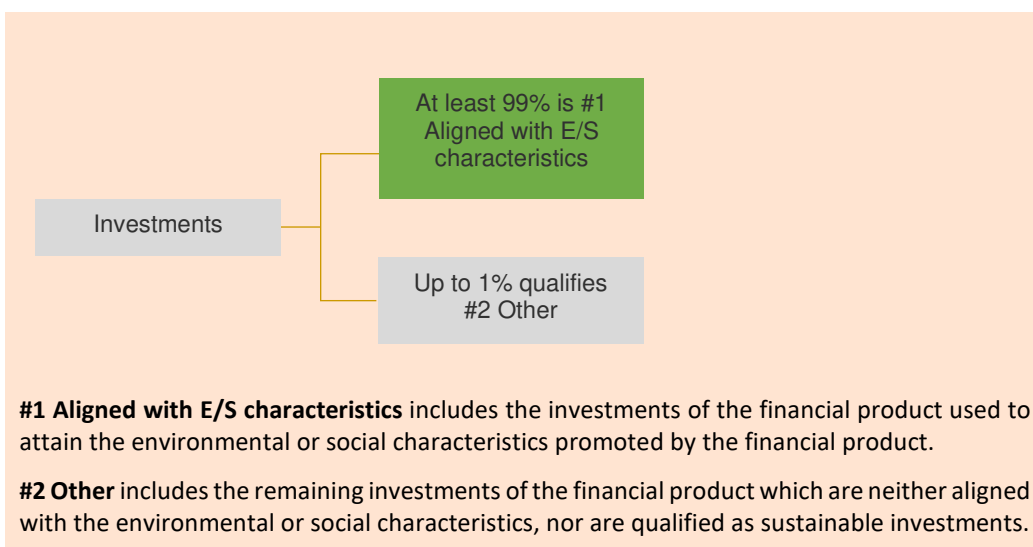 At least 99% is #1
Aligned with E/S
characteristics
Investments
Up to 1% qualifies
#2 Other
#1 Aligned with E/S characteristics includes the investments of the financial product used to
attain the environmental or social characteristics promoted by the financial product.
#2 Other includes the remaining investments of the financial product which are neither aligned
with the environmental or social characteristics, nor are qualified as sustainable investments.